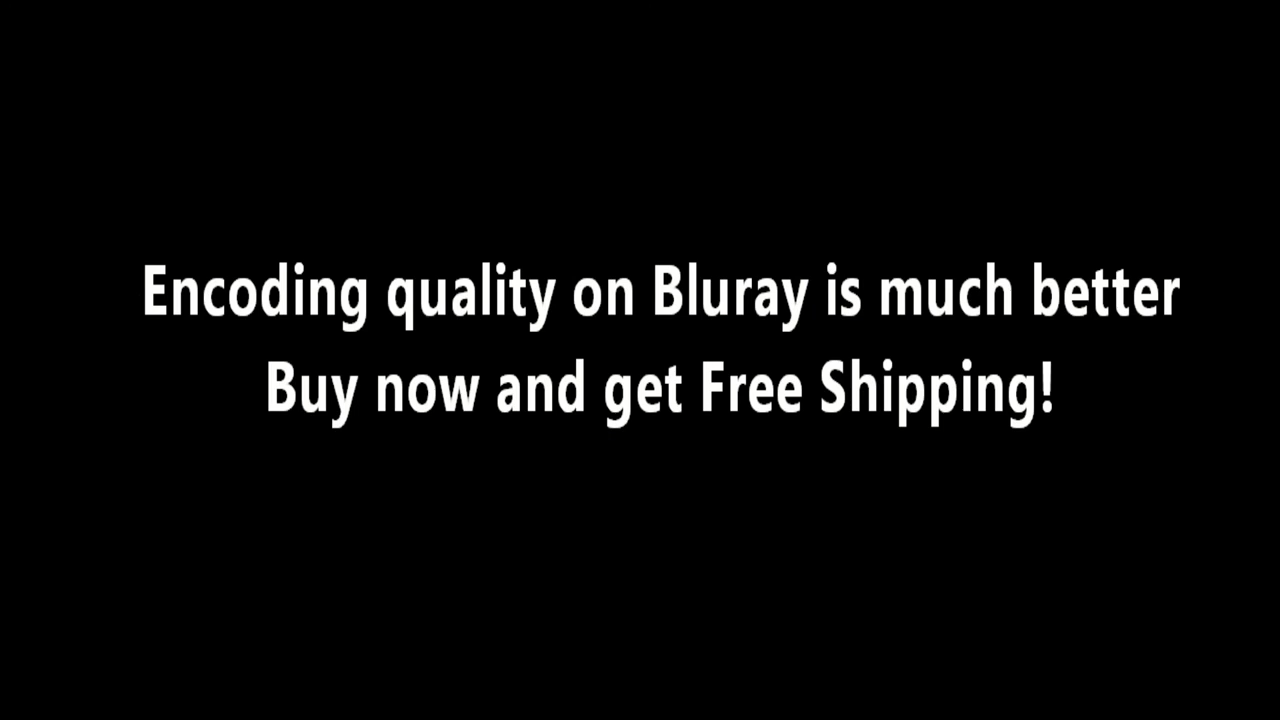 Encoding quality on Bluray is much better
Buy now and get Free Shipping!